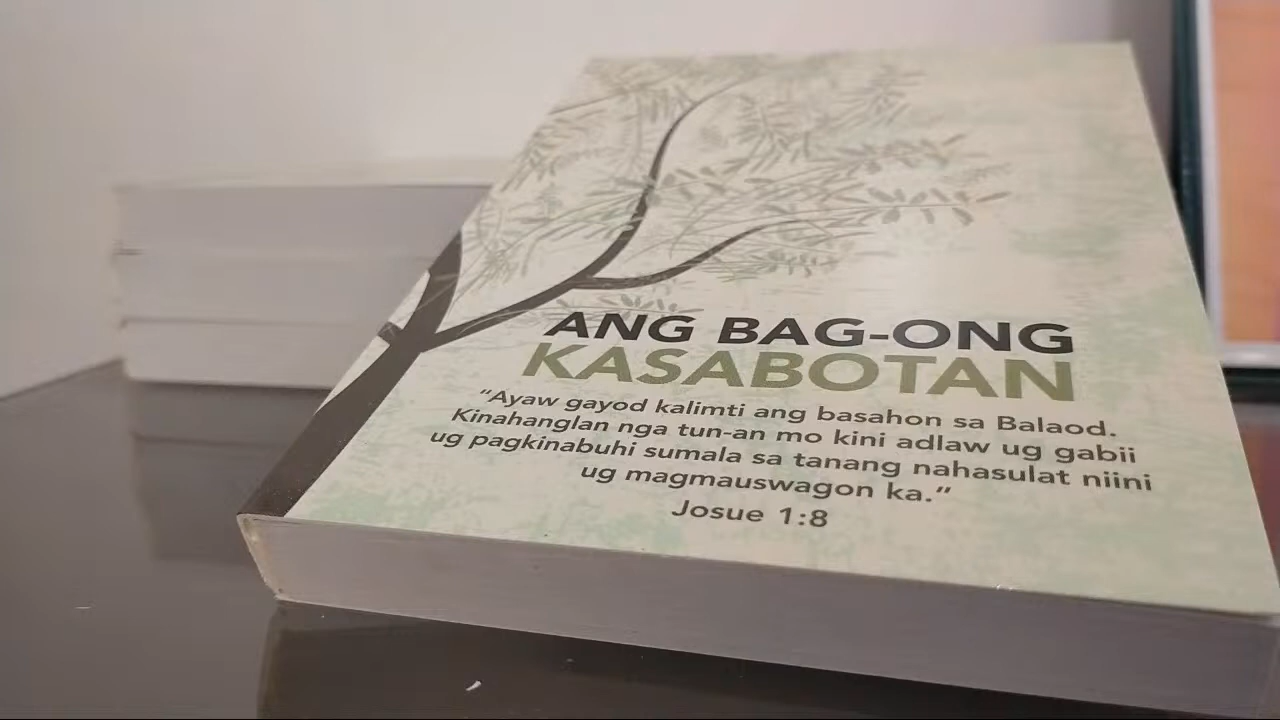 ANG BAG-ONG
KASABOTAN
"Ayaw gayod kalimti ang basahon sa Balaod.
Kinahanglan nga tun-an mo kini adlaw ug gabii
ug pagkinabuhi sumala sa tanang nahasulat niini
ug magmauswagon ka."
Josue 1:8